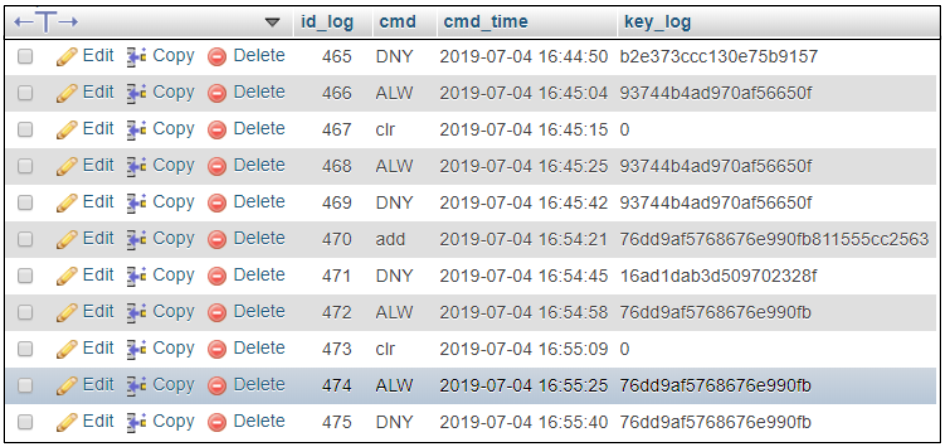 id_log cmd cmd_time key_log
Edit Copy Delete 465 DNY 2019-07-04 16:44:50 b2e373ccc130e75b9157
Edit Copy Delete 466 ALW 2019-07-04 16:45:04 93744b4ad970af56650f
Edit Copy Delete 467 clr 2019-07-04 16:45:15 0
Edit Copy Delete 468 ALW 2019-07-04 16:45:25 93744b4ad970af56650f
Edit Copy Delete 469 DNY 2019-07-04 16:45:42 93744b4ad970af56650f
Edit Copy Delete 470 add 2019-07-04 16:54:21 76dd9af5768676e990fb811555cc2563
Edit Copy Delete 471 DNY 2019-07-04 16:54:45 16ad1dab3d509702328f
Edit Copy Delete 472 ALW 2019-07-04 16:54:58 76dd9af5768676e990fb
Edit Copy Delete 473 clr 2019-07-04 16:55:09 0
Edit Copy Delete 474 ALW 2019-07-04 16:55:25 76dd9af5768676e990fb
Edit Copy Delete 475 DNY 2019-07-04 16:55:40 76dd9af5768676e990fb